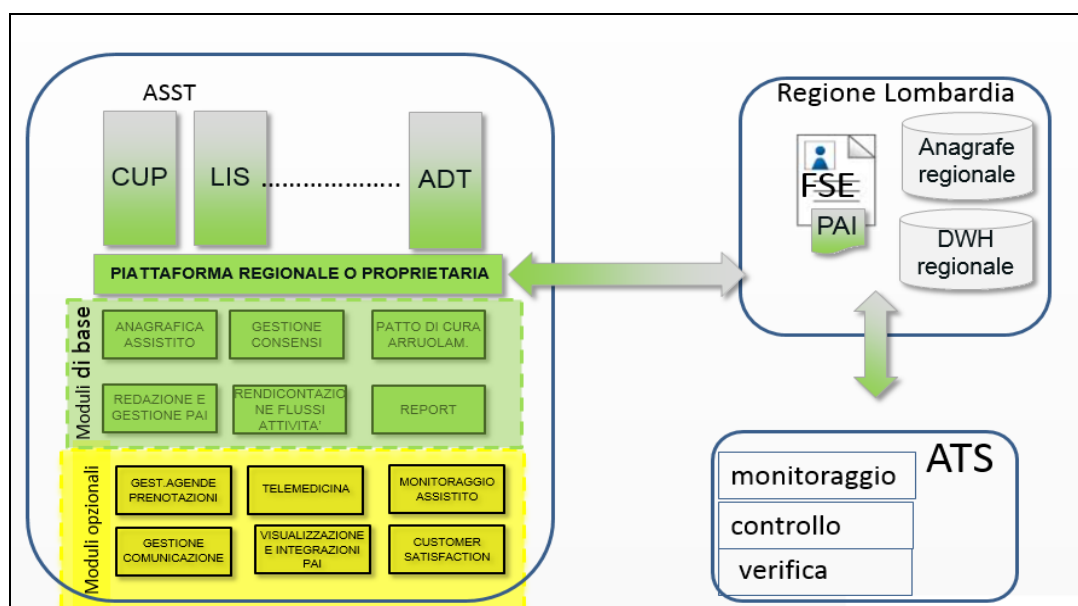 ASST
CUP
LIS
.....................
ADT
PIATTAFORMA REGIONALE O PROPRIETARIA
Moduli di base
ANAGRAFICA
ASSISTITO
GESTIONE
CONSENSI
PATTO DI CURA
ARRUOLAM.
REDAZIONE E
GESTIONE PAI
RENDICONTAZIO
NE FLUSSI
ATTIVITA'
REPORT
Moduli opzionali
GEST.AGENDE
PRENOTAZIONI
TELEMEDICINA
MONITORAGGIO
ASSISTITO
GESTIONE
COMUNICAZIONE
VISUALIZZAZIONE
E INTEGRAZIONI
PAI
CUSTOMER
SATISFACTION
Regione Lombardia
FSE
PAI
Anagrafe
regionale
DWH
regionale
ATS
monitoraggio
controllo
verifica